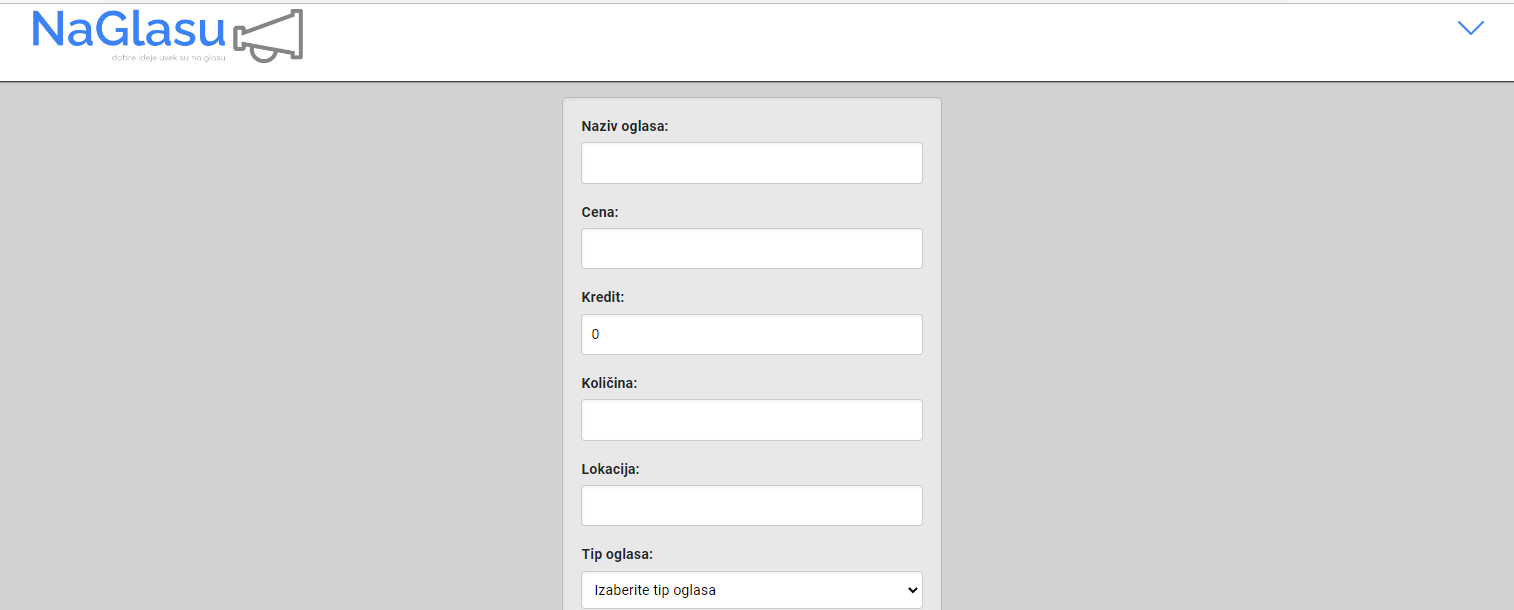 NaGlasu
dobre ideje uvek su na glasu
Naziv oglasa:
Cena:
Kredit:
0
Količina:
Lokacija:
Tip oglasa:
Izaberite tip oglasa